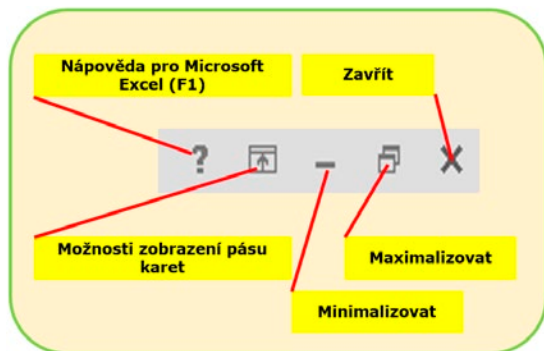 Nápověda pro Microsoft
Excel (F1)
Zavřít
?
Možnosti zobrazení pásu
karet
Maximalizovat
Minimalizovat